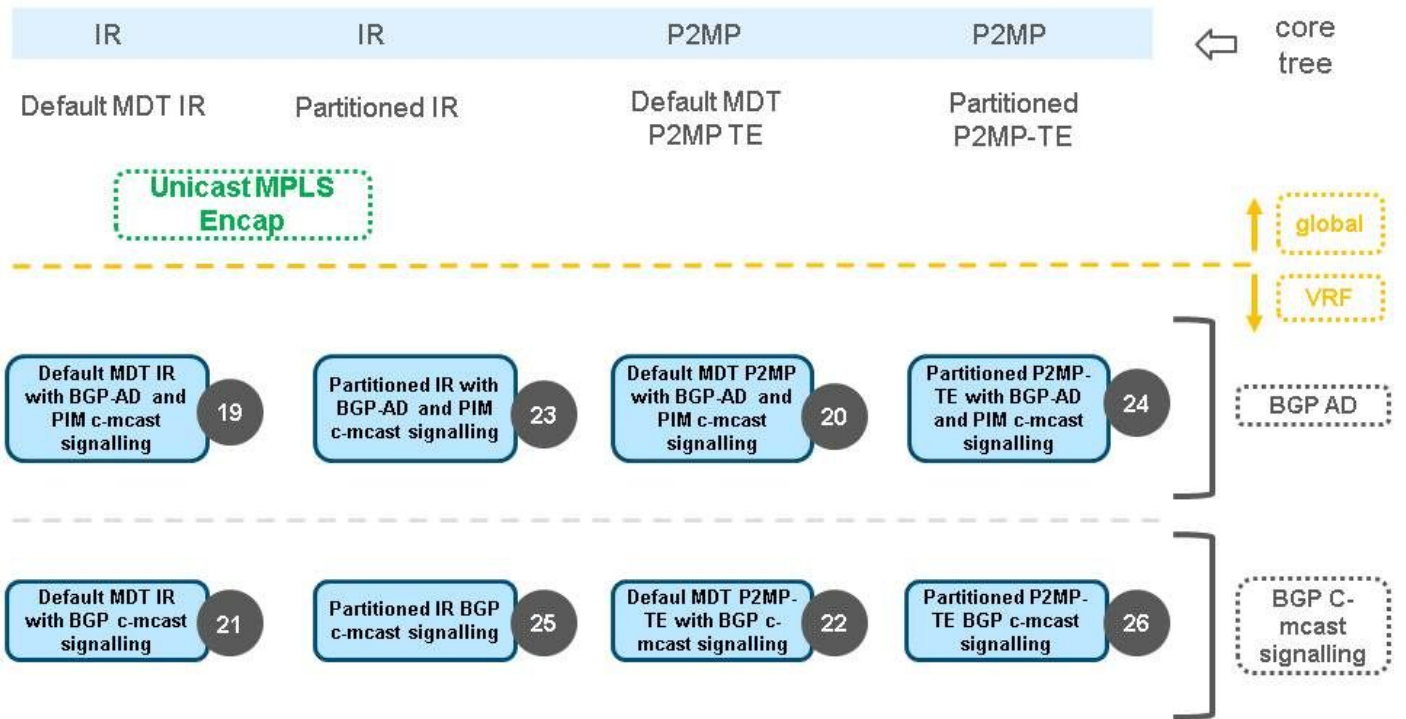 IR
IR
P2MP
P2MP
core
tree
Default MDT IR
Partitioned IR
Default MDT
P2MP TE
Partitioned
P2MP-TE
Unicast MPLS
Encap
global
VRF
Default MDT IR
with BGP-AD and
PIM c-mcast
signalling
19
Partitioned IR with
BGP-AD and PIM
c-mcast signalling
23
Default MDT P2MP
with BGP-AD and
PIM c-mcast
signalling
20
Partitioned P2MP-
TE with BGP-AD
and PIM c-mcast
signalling
24
BGP AD
Default MDT IR
with BGP c-mcast
signalling
21
Partitioned IR BGP
c-mcast signalling
25
Defaul MDT P2MP-
TE with BGP c-
mcast signalling
22
Partitioned P2MP-
TE BGP c-mcast
signalling
26
BGP C-
mcast
signalling